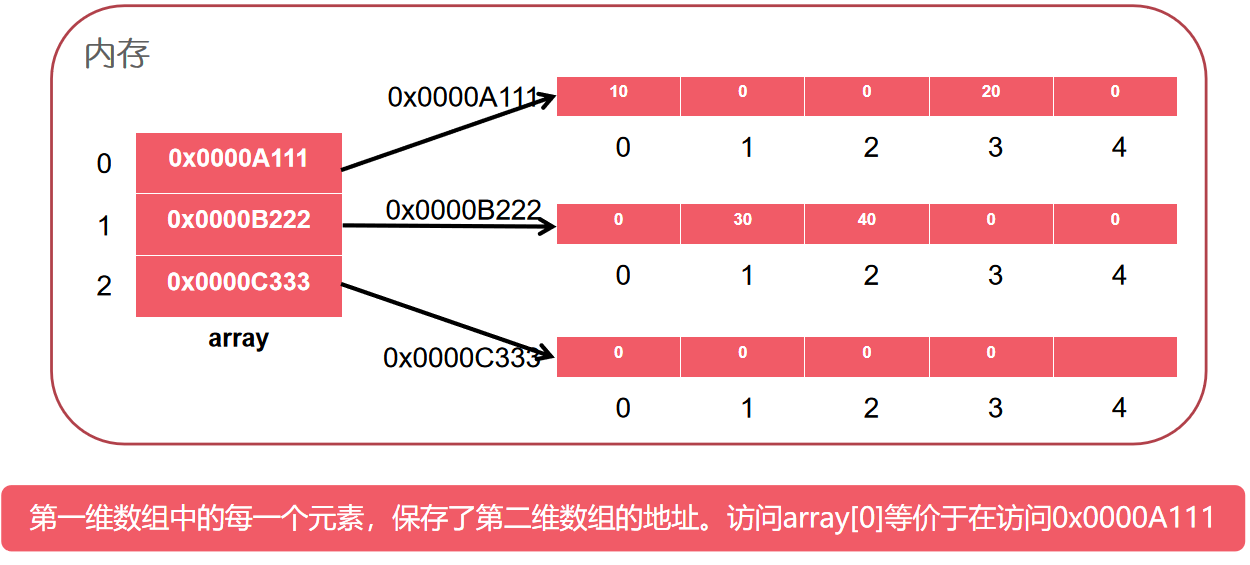 内存
0x0000A111
10 0 0 20 0
0 1 2 3 4
0 0x0000A111
1 0x0000B222
2 0x0000C333
array
0x0000B222
0 30 40 0 0
0 1 2 3 4
0x0000C333
0 0 0 0
0 1 2 3 4
第一维数组中的每一个元素，保存了第二维数组的地址。访问array[0]等价于在访问0x0000A111